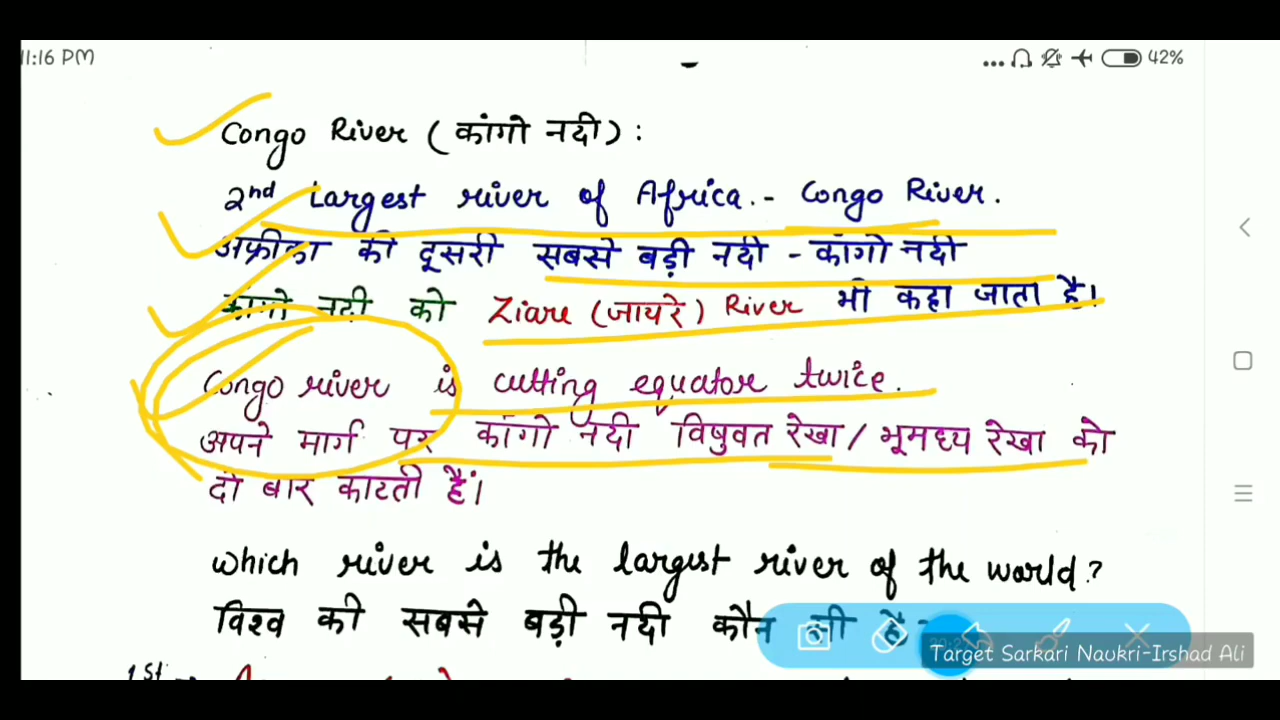 11:16 PM
42%
Congo River (कांगो नदी) :
2nd Largest river of Africa. - Congo River.
अफ्रीका की दूसरी सबसे बड़ी नदी - कांगो नदी
कांगो नदी को Ziare (जायरे) River भी कहा जाता है।
Congo river is cutting equator twice.
अपने मार्ग पर कांगो नदी विषुवत रेखा / भूमध्य रेखा को
दो बार काटती हैं।
which river is the largest river of the world?
विश्व की सबसे बड़ी नदी कौन सी है -
Target Sarkari Naukri-Irshad Ali
1st